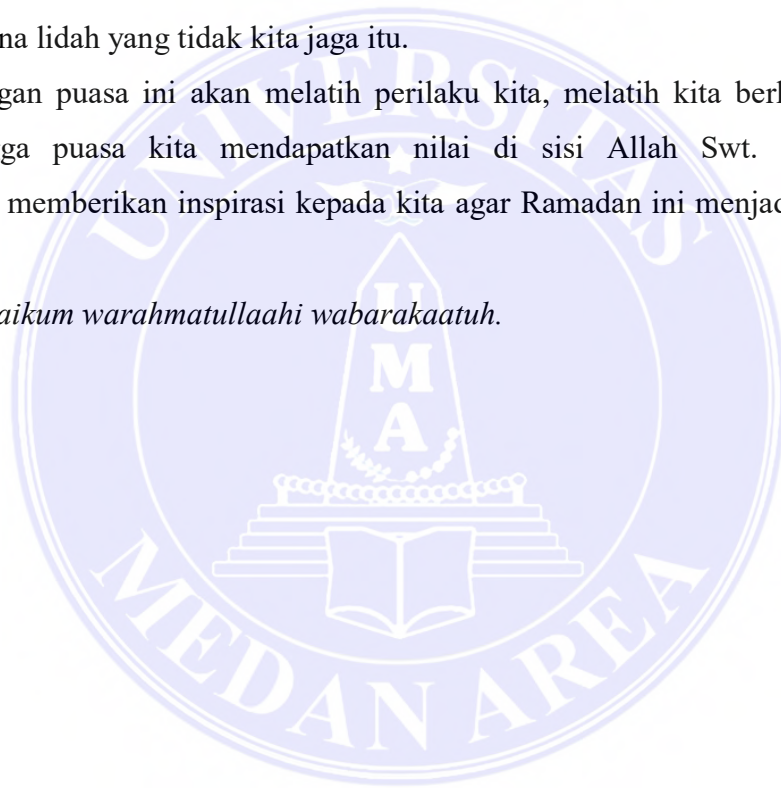 na lidah yang tidak kita jaga itu.
gan puasa ini akan melatih perilaku kita, melatih kita berl
ga puasa kita mendapatkan nilai di sisi Allah Swt.
memberikan inspirasi kepada kita agar Ramadan ini menjad
aikum warahmatullaahi wabarakaatuh.
UNIVERSITAS
U
M
A
MEDAN AREA